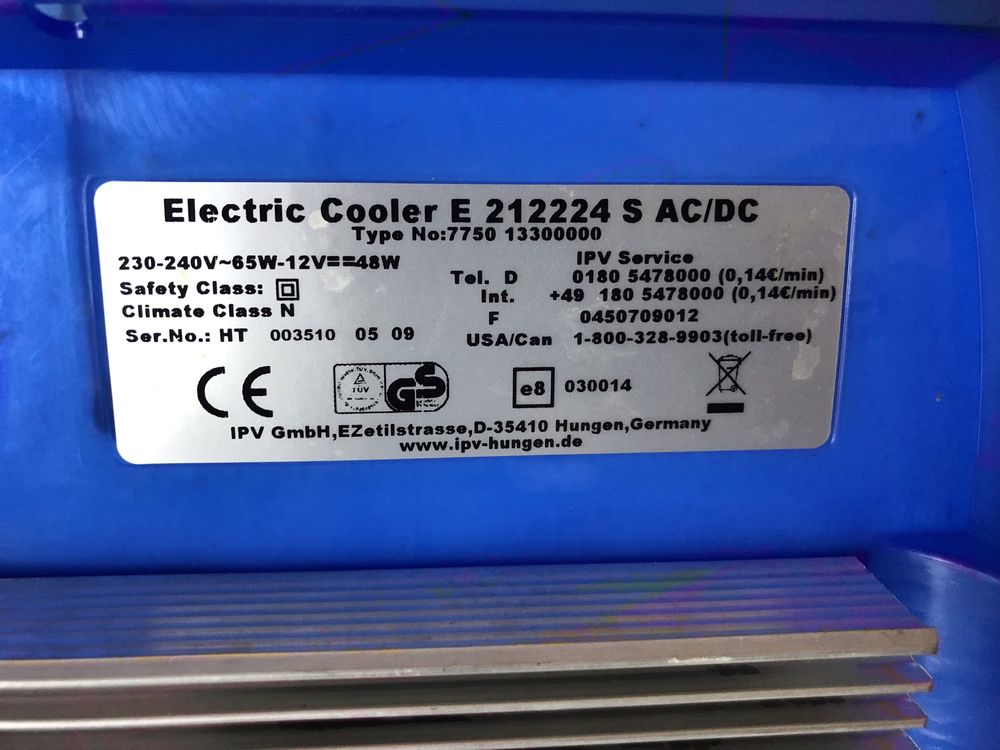 Electric Cooler E 212224 S AC/DC
Type No:7750 13300000
230-240V~65W-12V⎓48W
Safety Class:
Climate Class N
Ser.No.: HT 003510 05 09
IPV Service
Tel. D 0180 5478000 (0,14€/min)
Int. +49 180 5478000 (0,14€/min)
F 0450709012
USA/Can 1-800-328-9903(toll-free)
CE
TÜV
GS
e8 030014
IPV GmbH,EZetilstrasse,D-35410 Hungen,Germany
www.ipv-hungen.de